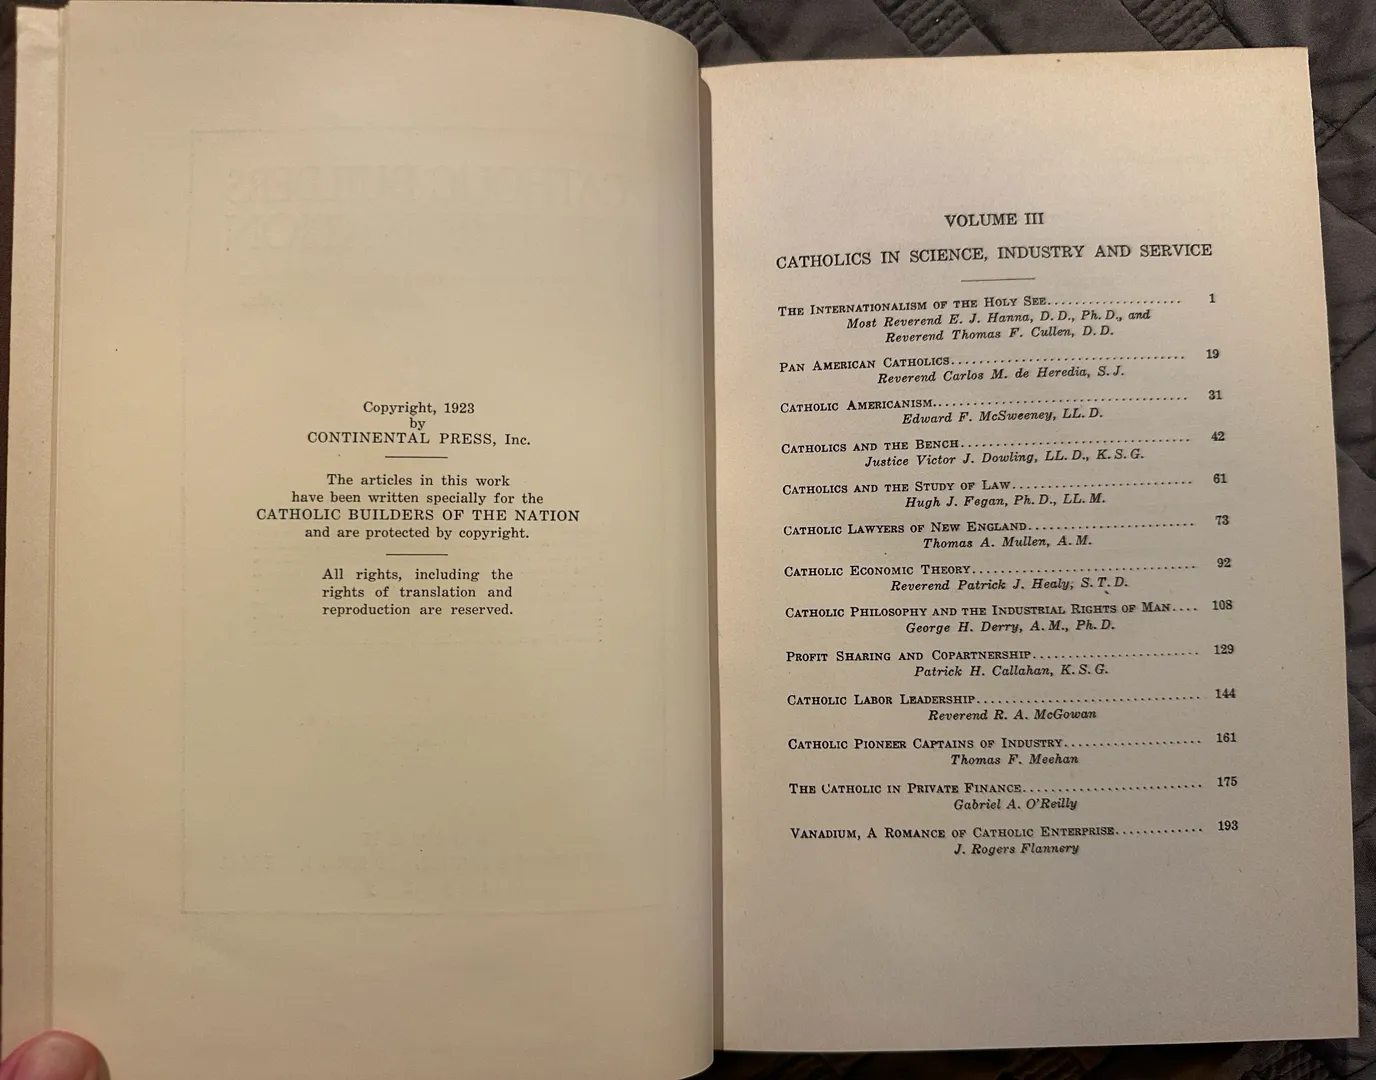 Copyright, 1923
by
CONTINENTAL PRESS, Inc.
The articles in this work
have been written specially for the
CATHOLIC BUILDERS OF THE NATION
and are protected by copyright.
All rights, including the
rights of translation and
reproduction are reserved.
VOLUME III
CATHOLICS IN SCIENCE, INDUSTRY AND SERVICE
THE INTERNATIONALISM OF THE HOLY SEE.................... 1
Most Reverend E. J. Hanna, D. D., Ph. D., and
Reverend Thomas F. Cullen, D. D.
PAN AMERICAN CATHOLICS.................................. 19
Reverend Carlos M. de Heredia, S. J.
CATHOLIC AMERICANISM.................................... 31
Edward F. McSweeney, LL. D.
CATHOLICS AND THE BENCH................................. 42
Justice Victor J. Dowling, LL. D., K. S. G.
CATHOLICS AND THE STUDY OF LAW.......................... 61
Hugh J. Fegan, Ph. D., LL. M.
CATHOLIC LAWYERS OF NEW ENGLAND........................ 73
Thomas A. Mullen, A. M.
CATHOLIC ECONOMIC THEORY................................ 92
Reverend Patrick J. Healy, S. T. D.
CATHOLIC PHILOSOPHY AND THE INDUSTRIAL RIGHTS OF MAN.... 108
George H. Derry, A. M., Ph. D.
PROFIT SHARING AND COPARTNERSHIP........................ 129
Patrick H. Callahan, K. S. G.
CATHOLIC LABOR LEADERSHIP................................ 144
Reverend R. A. McGowan
CATHOLIC PIONEER CAPTAINS OF INDUSTRY.................... 161
Thomas F. Meehan
THE CATHOLIC IN PRIVATE FINANCE.......................... 175
Gabriel A. O'Reilly
VANADIUM, A ROMANCE OF CATHOLIC ENTERPRISE............. 193
J. Rogers Flannery